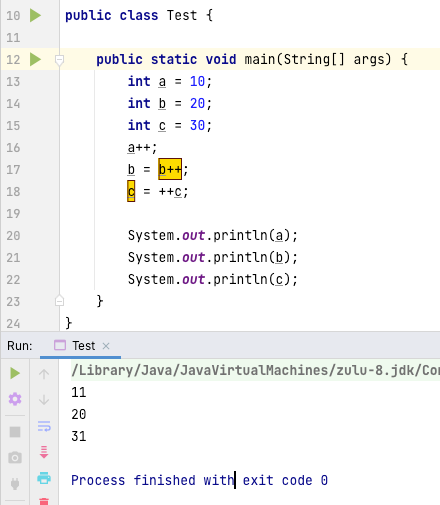 10 public class Test {
11
12 public static void main(String[] args) {
13 int a = 10;
14 int b = 20;
15 int c = 30;
16 a++;
17 b = b++;
18 c = ++c;
19
20 System.out.println(a);
21 System.out.println(b);
22 System.out.println(c);
23 }
24 }
Run: Test ×
/Library/Java/JavaVirtualMachines/zulu-8.jdk/Con
11
20
31
Process finished with exit code 0